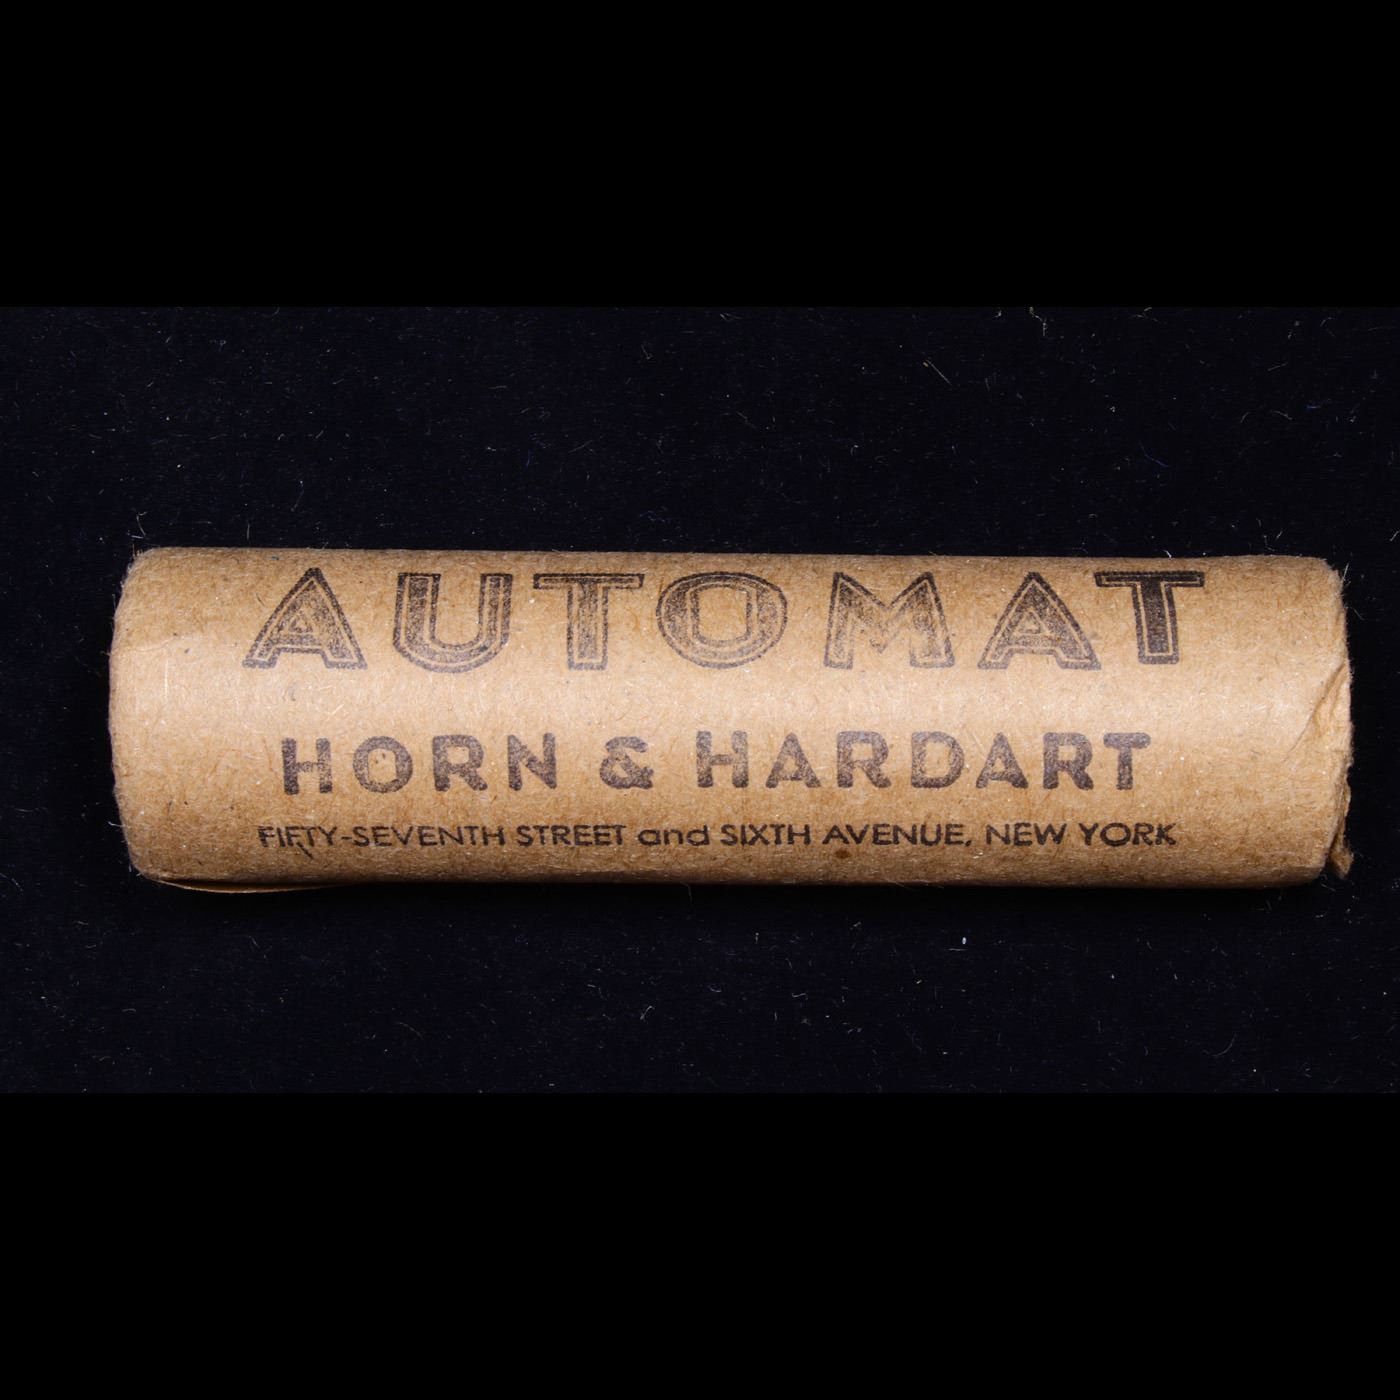 AUTOMAT
HORN & HARDART
FIFTY-SEVENTH STREET and SIXTH AVENUE, NEW YORK